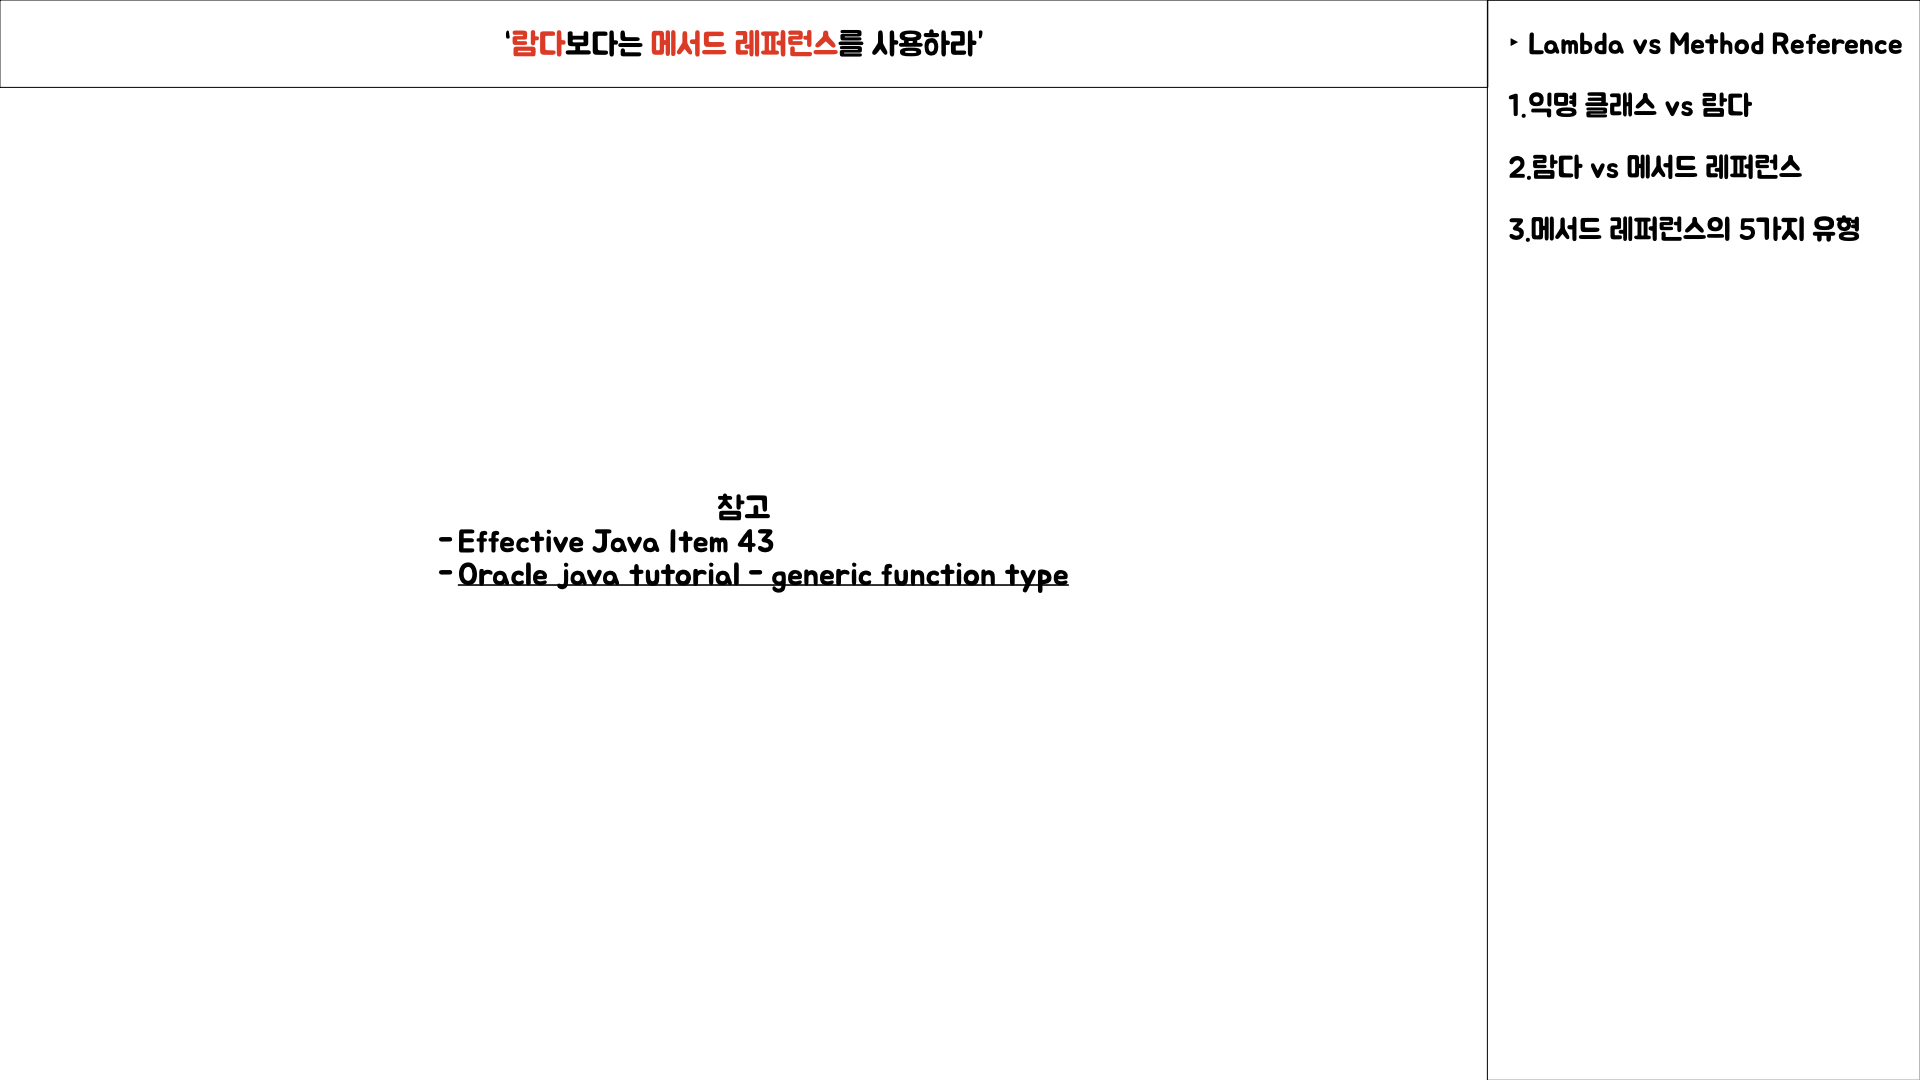 ‘람다보다는 메서드 레퍼런스를 사용하라’
참고
- Effective Java Item 43
- Oracle java tutorial - generic function type
‣ Lambda vs Method Reference
1.익명 클래스 vs 람다
2.람다 vs 메서드 레퍼런스
3.메서드 레퍼런스의 5가지 유형